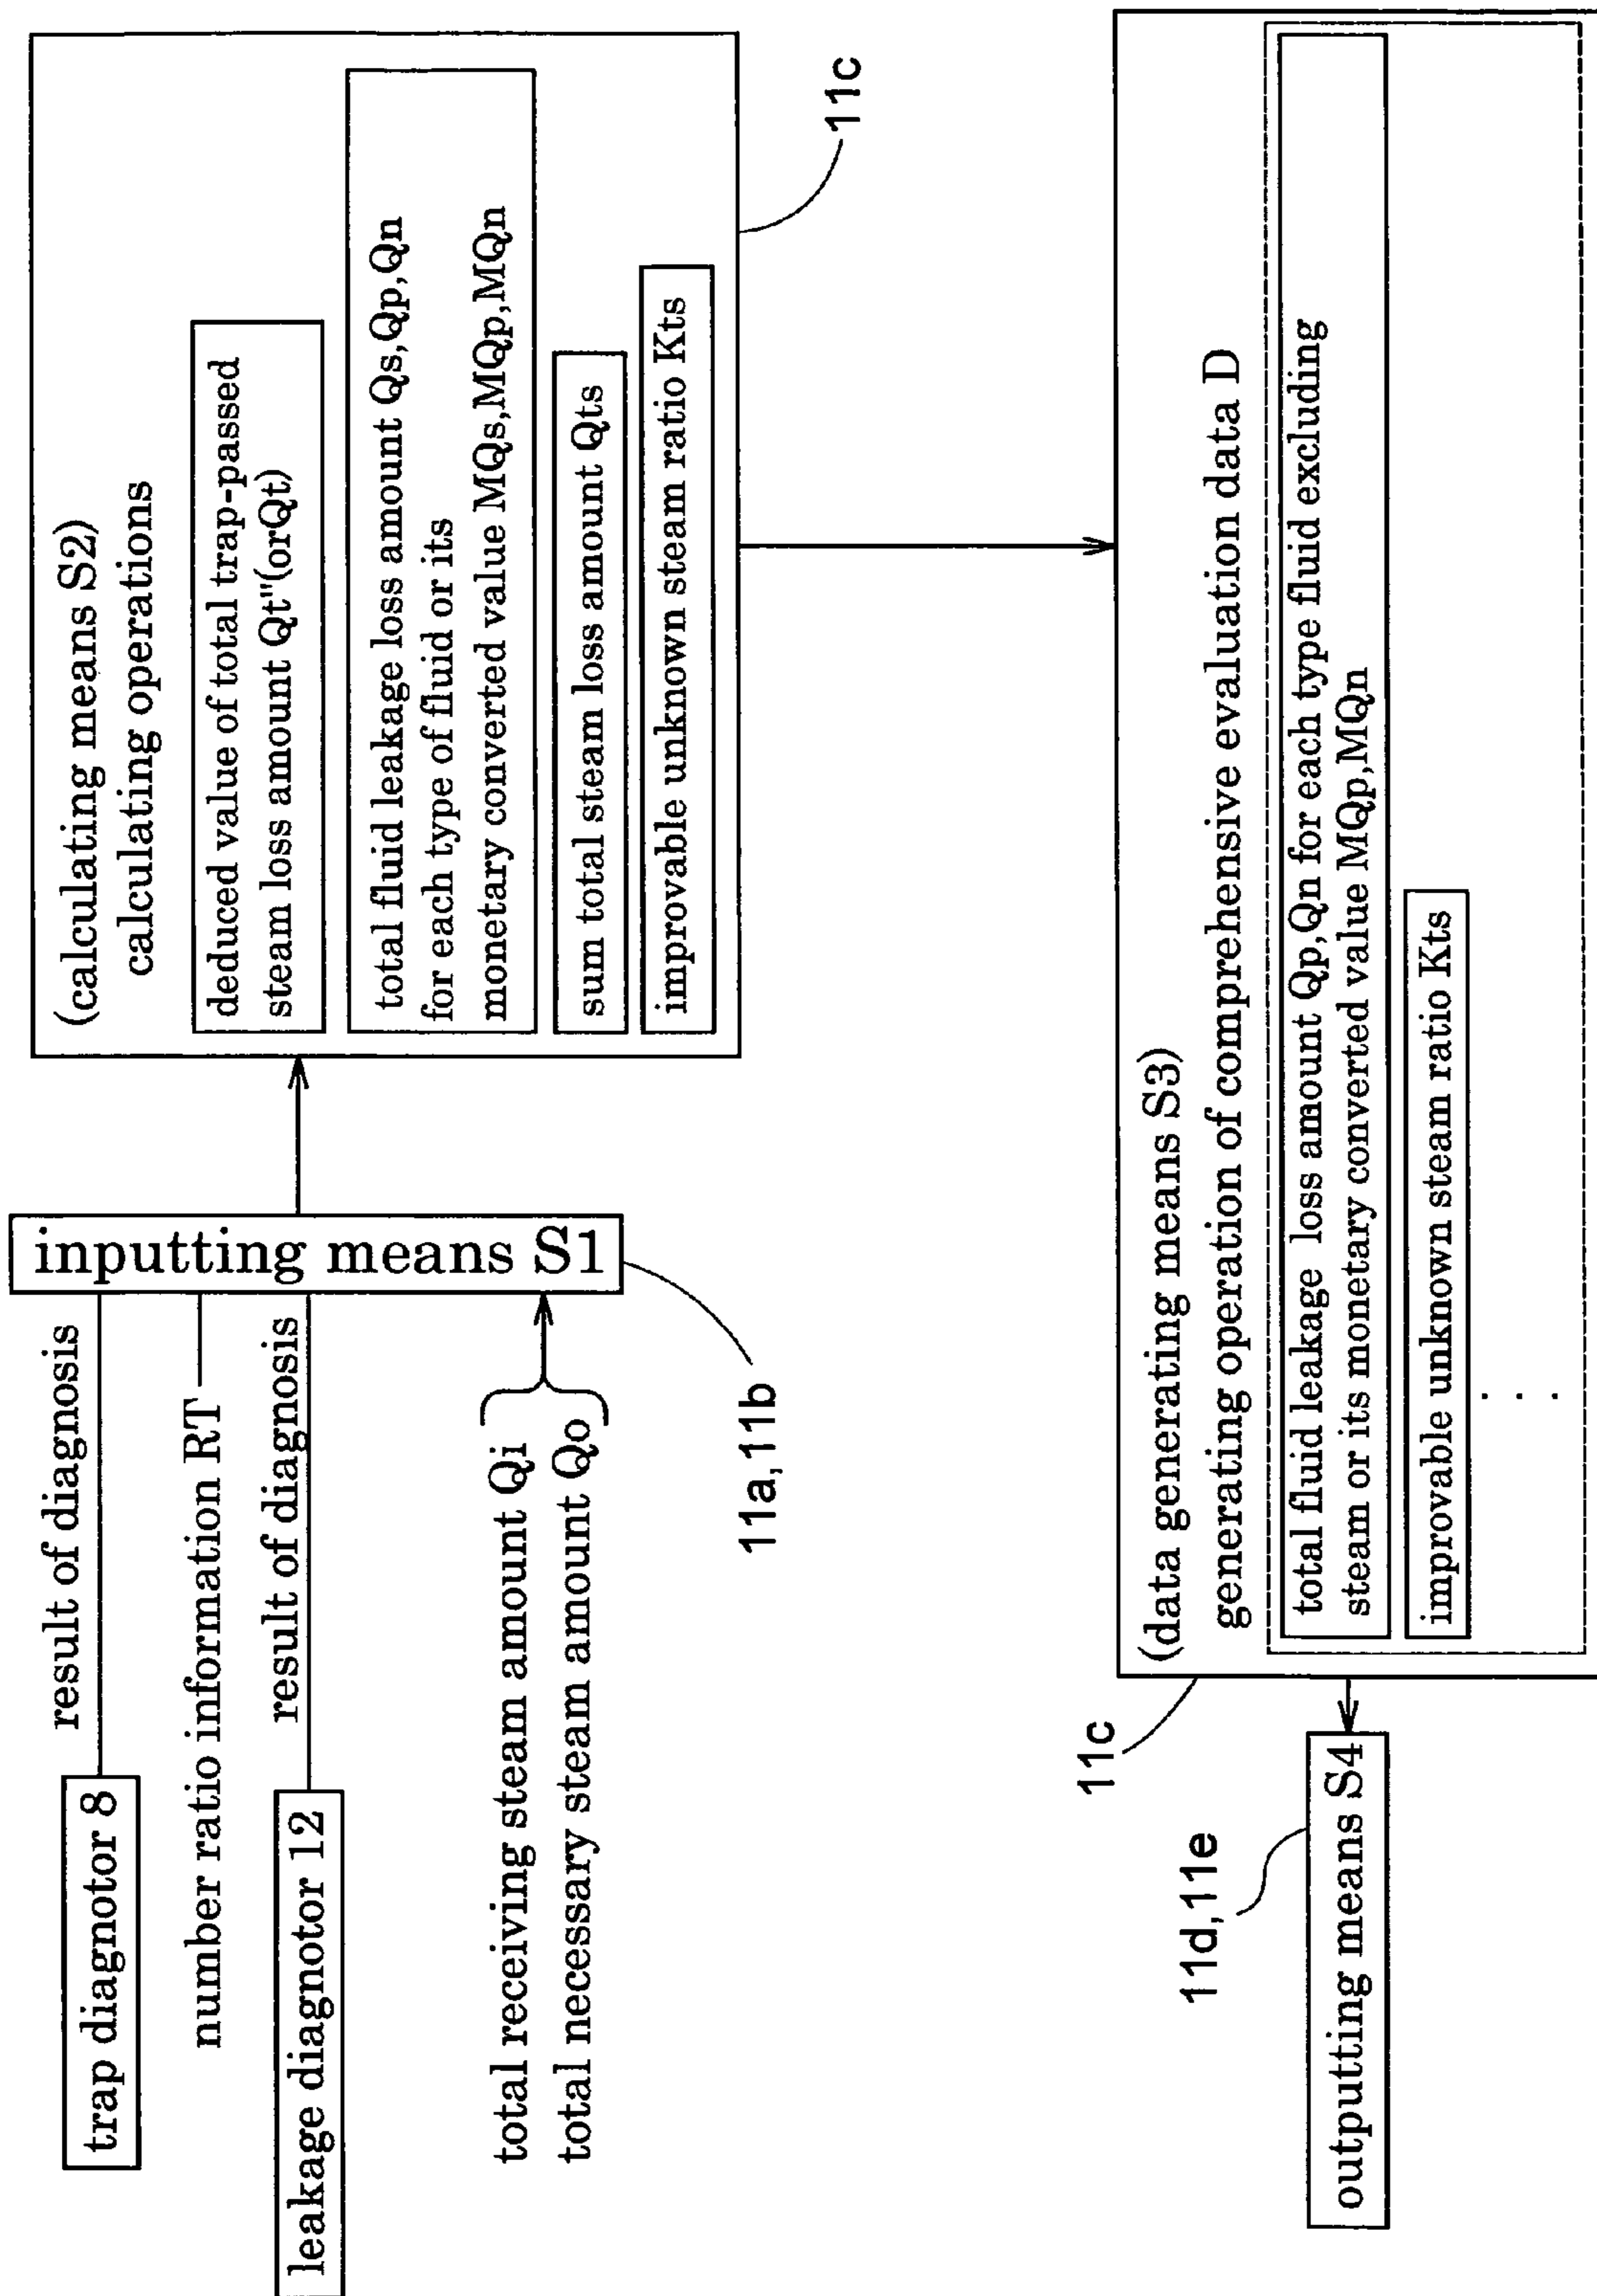 trap diagnotor 8
result of diagnosis
number ratio information RT
leakage diagnotor 12
result of diagnosis
total receiving steam amount Qi
total necessary steam amount Qo
inputting means S1
11a,11b
(calculating means S2)
calculating operations
deduced value of total trap-passed
steam loss amount Qt"(orQt)
total fluid leakage loss amount Qs,Qp,Qn
for each type of fluid or its
monetary converted value MQs,MQp,MQn
sum total steam loss amount Qts
improvable unknown steam ratio Kts
11c
(data generating means S3)
generating operation of comprehensive evaluation data D
total fluid leakage loss amount Qp,Qn for each type fluid excluding
steam or its monetary converted value MQp,MQn
improvable unknown steam ratio Kts
. . .
11c
11d,11e
outputting means S4